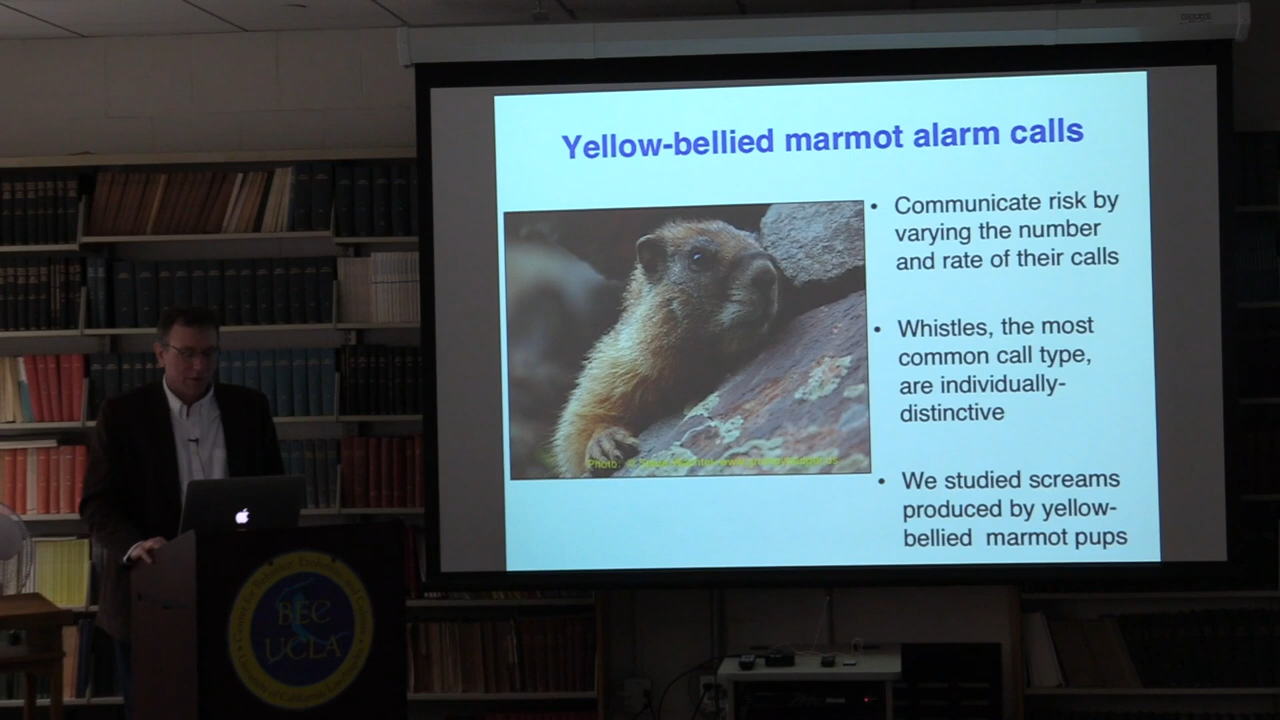 Yellow-bellied marmot alarm calls
• Communicate risk by
varying the number
and rate of their calls
• Whistles, the most
common call type,
are individually-
distinctive
• We studied screams
produced by yellow-
bellied marmot pups
Photo: ©
BEC
UCLA